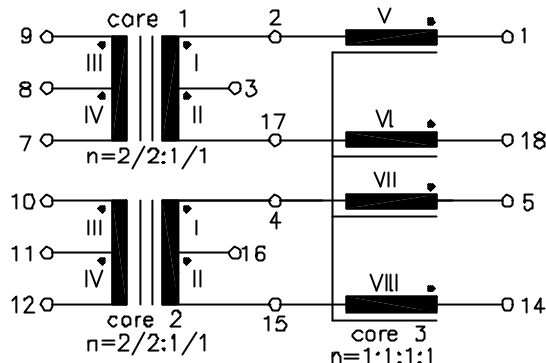 core 1
2
V
9
1
III
I
8
3
IV
II
17
VI
7
18
n=2/2:1/1
10
VII
5
III
I
4
11
16
IV
II
VIII
12
core 2
15
14
n=2/2:1/1
core 3
n=1:1:1:1